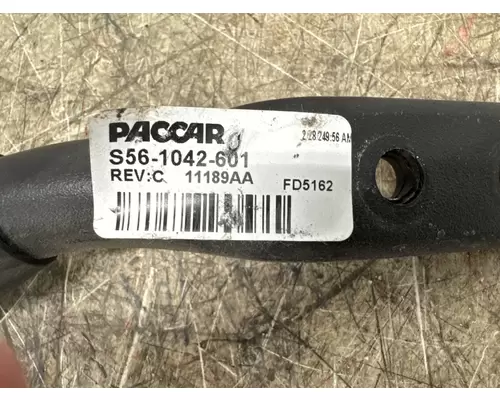 PACCAR
2/28/24 9:56 AM
S56-1042-601
REV:C 11189AA FD5162